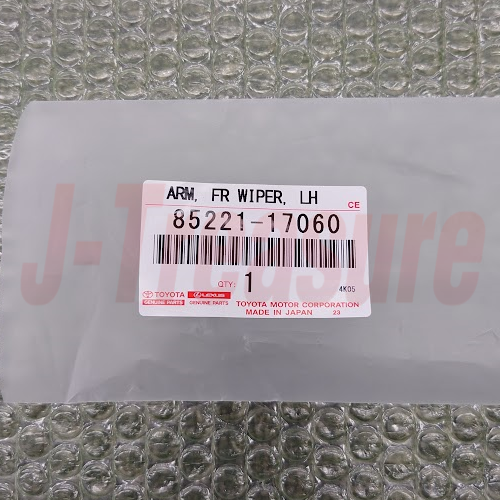 ARM, FR WIPER, LH
CE
85221-17060
QTY: 1
4K05
TOYOTA LEXUS TOYOTA MOTOR CORPORATION
GENUINE PARTS GENUINE PARTS MADE IN JAPAN 23
J-Treasure